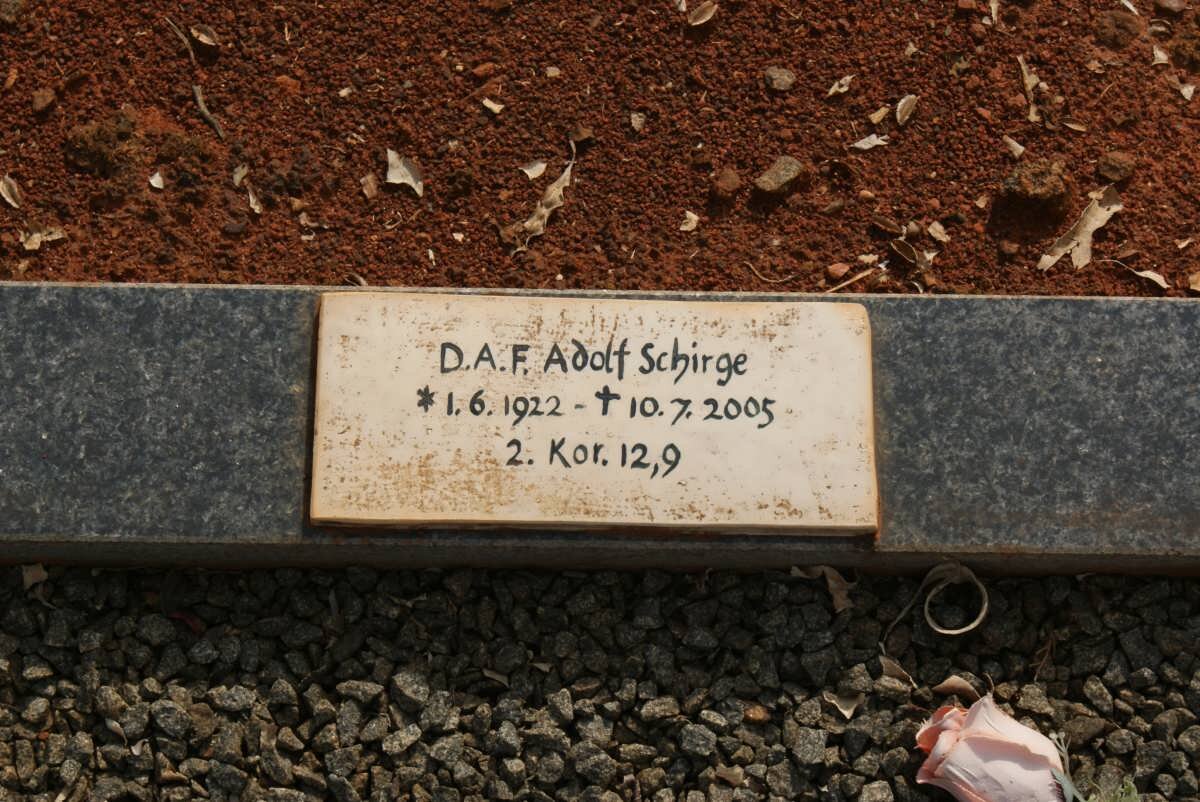 D.A.F. Adolf Schirge
* 1.6.1922 - † 10.7.2005
2. Kor. 12,9